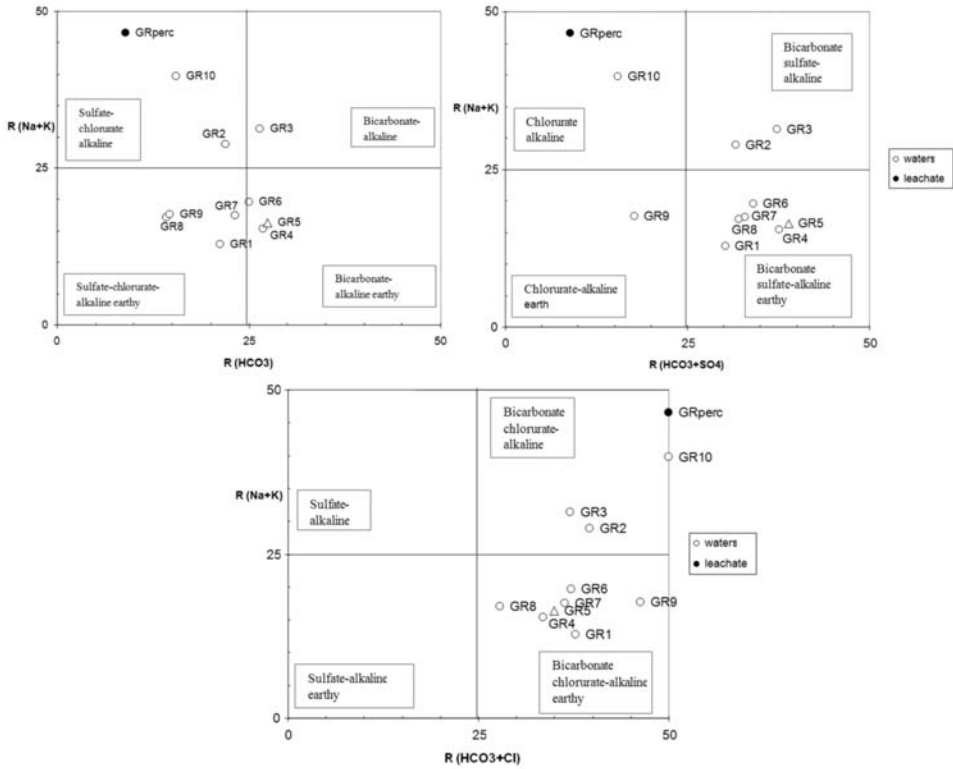 50
GRperc
GR10
R (Na+K)
Sulfate-
chlorurate
alkaline
GR2
GR3
Bicarbonate-
alkaline
25
GR7
GR6
GR9
GR8
GR5
GR4
GR1
Sulfate-chlorurate-
alkaline earthy
Bicarbonate-
alkaline earthy
0
0
25
50
R (HCO3)
50
GRperc
Bicarbonate
sulfate-
alkaline
GR10
R (Na+K)
Chlorurate
alkaline
GR3
GR2
25
GR6
GR9
GR7
GR5
GR8
GR4
GR1
Chlorurate-alkaline
earth
Bicarbonate
sulfate-alkaline
earthy
0
0
25
50
R (HCO3+SO4)
waters
leachate
50
Bicarbonate
chlorurate-
alkaline
GRperc
GR10
R (Na+K)
Sulfate-
alkaline
GR3
GR2
25
GR6
GR8
GR7
GR9
GR5
GR4
GR1
Sulfate-alkaline
earthy
Bicarbonate
chlorurate-alkaline
earthy
0
0
25
50
R (HCO3+Cl)
waters
leachate